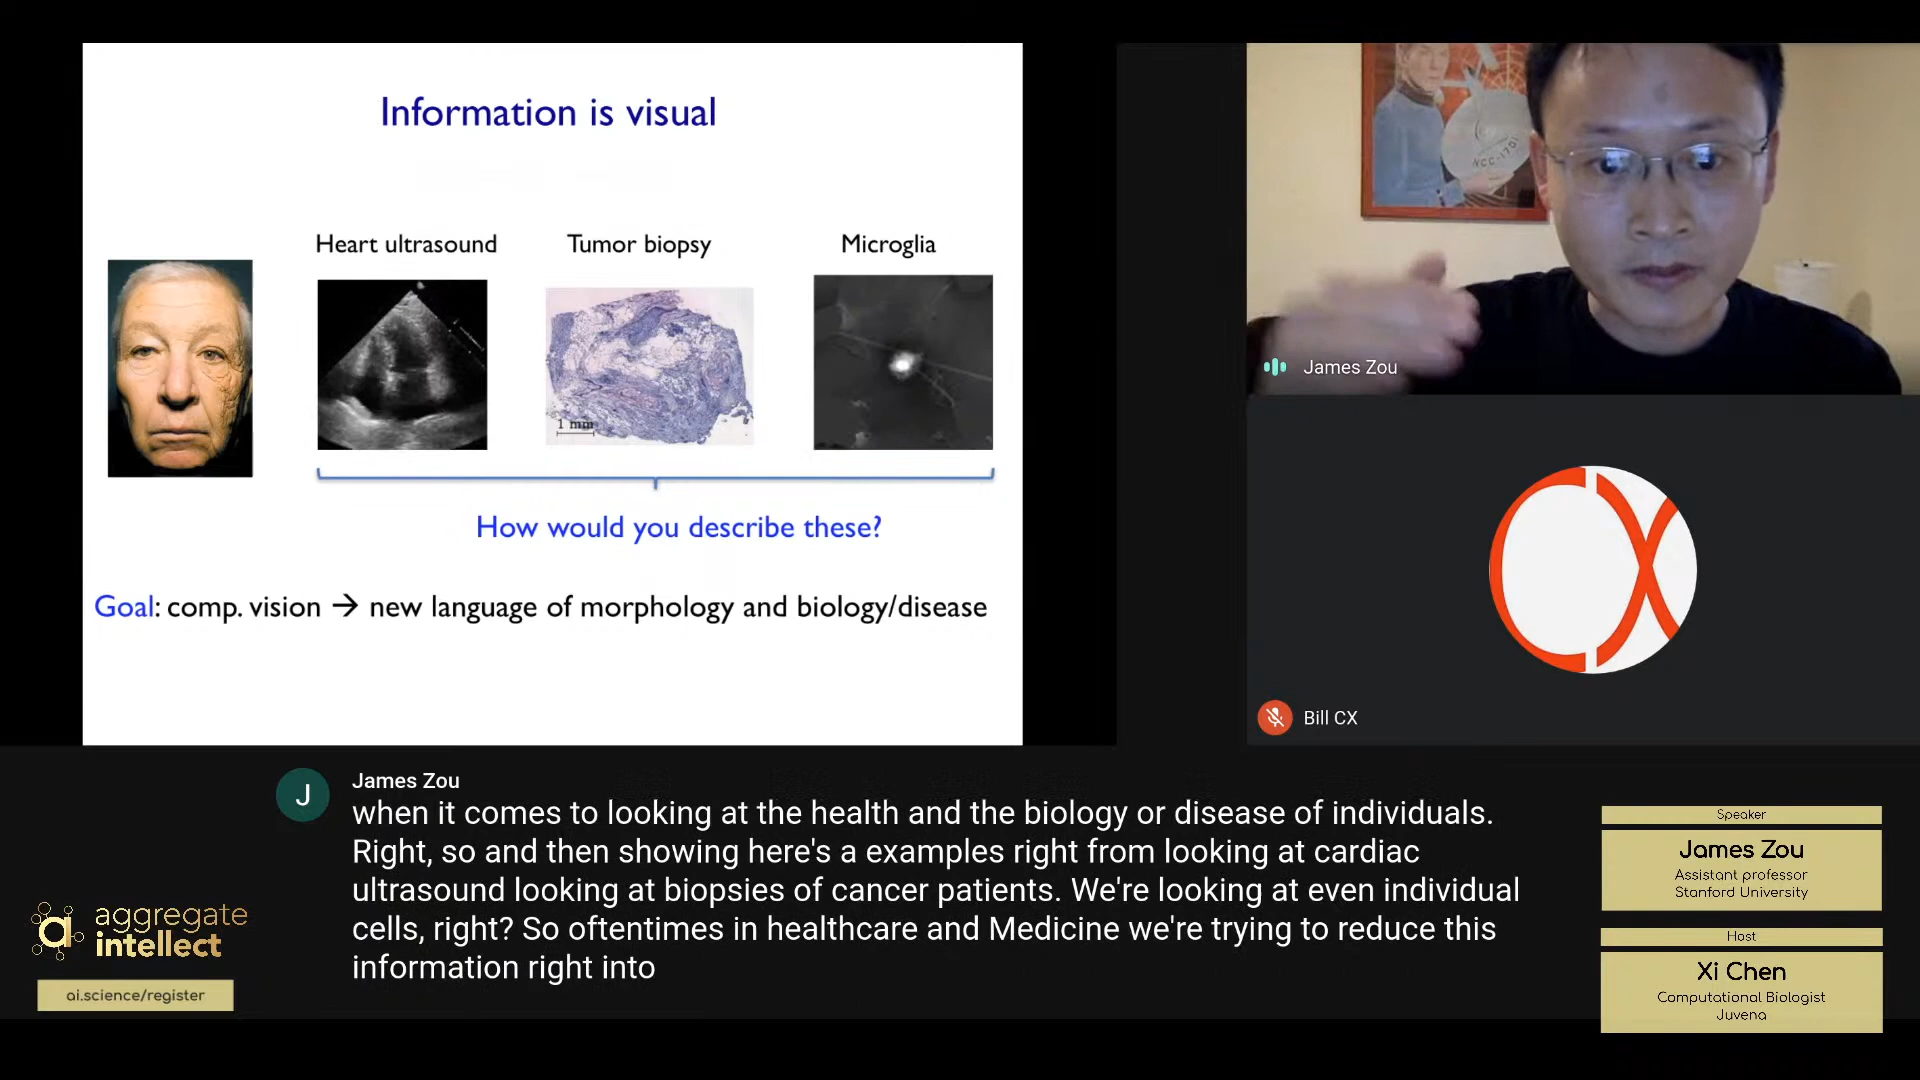 Information is visual
Heart ultrasound
Tumor biopsy
Microglia
1 mm
How would you describe these?
Goal: comp. vision → new language of morphology and biology/disease
NCC-1701
James Zou
Bill CX
J
James Zou
when it comes to looking at the health and the biology or disease of individuals.
Right, so and then showing here's a examples right from looking at cardiac
ultrasound looking at biopsies of cancer patients. We're looking at even individual
cells, right? So oftentimes in healthcare and Medicine we're trying to reduce this
information right into
a
aggregate
intellect
ai.science/register
Speaker
James Zou
Assistant professor
Stanford University
Host
Xi Chen
Computational Biologist
Juvena